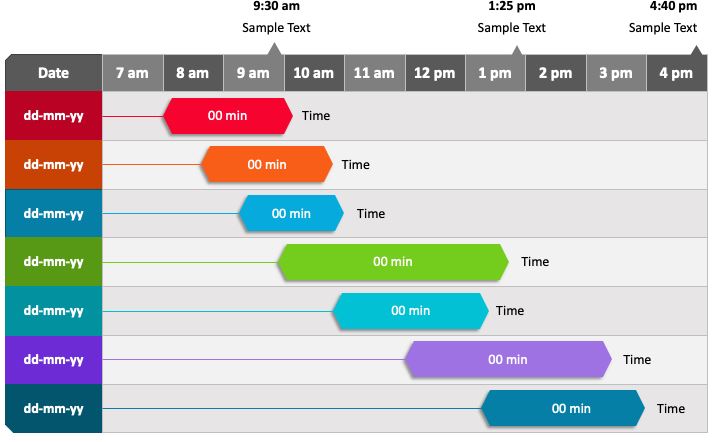 9:30 am
Sample Text
1:25 pm
Sample Text
4:40 pm
Sample Text
Date 7 am 8 am 9 am 10 am 11 am 12 pm 1 pm 2 pm 3 pm 4 pm
dd-mm-yy 00 min Time
dd-mm-yy 00 min Time
dd-mm-yy 00 min Time
dd-mm-yy 00 min Time
dd-mm-yy 00 min Time
dd-mm-yy 00 min Time
dd-mm-yy 00 min Time